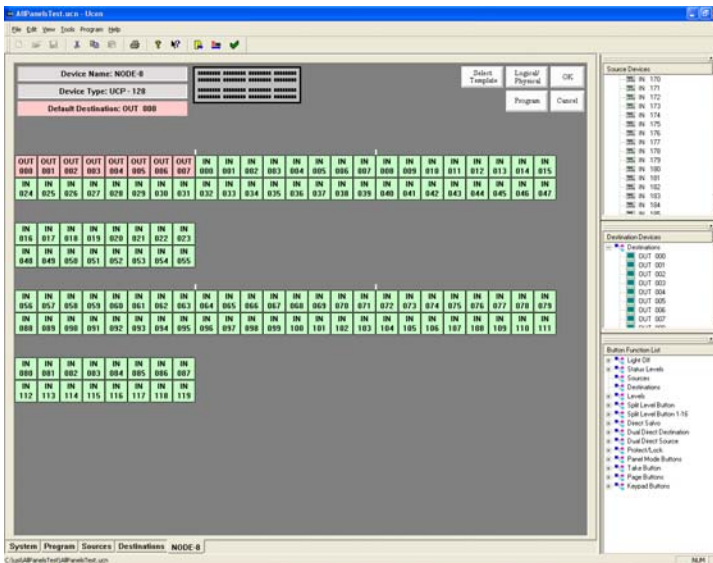 AllPanelsTest.ucn - Ucon
File Edit View Tools Program Help
Device Name: NODE-8
Device Type: UCP - 128
Default Destination: OUT 000
Select Template
Logical/ Physical
OK
Program
Cancel
OUT 000 OUT 001 OUT 002 OUT 003 OUT 004 OUT 005 OUT 006 OUT 007 IN 000 IN 001 IN 002 IN 003 IN 004 IN 005 IN 006 IN 007 IN 008 IN 009 IN 010 IN 011 IN 012 IN 013 IN 014 IN 015
IN 024 IN 025 IN 026 IN 027 IN 028 IN 029 IN 030 IN 031 IN 032 IN 033 IN 034 IN 035 IN 036 IN 037 IN 038 IN 039 IN 040 IN 041 IN 042 IN 043 IN 044 IN 045 IN 046 IN 047
IN 016 IN 017 IN 018 IN 019 IN 020 IN 021 IN 022 IN 023
IN 048 IN 049 IN 050 IN 051 IN 052 IN 053 IN 054 IN 055
IN 056 IN 057 IN 058 IN 059 IN 060 IN 061 IN 062 IN 063 IN 064 IN 065 IN 066 IN 067 IN 068 IN 069 IN 070 IN 071 IN 072 IN 073 IN 074 IN 075 IN 076 IN 077 IN 078 IN 079
IN 088 IN 089 IN 090 IN 091 IN 092 IN 093 IN 094 IN 095 IN 096 IN 097 IN 098 IN 099 IN 100 IN 101 IN 102 IN 103 IN 104 IN 105 IN 106 IN 107 IN 108 IN 109 IN 110 IN 111
IN 080 IN 081 IN 082 IN 083 IN 084 IN 085 IN 086 IN 087
IN 112 IN 113 IN 114 IN 115 IN 116 IN 117 IN 118 IN 119
Source Devices
IN 170
IN 171
IN 172
IN 173
IN 174
IN 175
IN 176
IN 177
IN 178
IN 179
IN 180
IN 181
IN 182
IN 183
IN 184
IN 185
Destination Devices
Destinations
OUT 000
OUT 001
OUT 002
OUT 003
OUT 004
OUT 005
OUT 006
OUT 007
Button Function List
Light Off
Status Levels
Sources
Destinations
Levels
Split Level Button
Split Level Button 1-16
Direct Salvo
Dual Direct Destination
Dual Direct Source
Protect/Lock
Panel Mode Buttons
Take Button
Page Buttons
Keypad Buttons
System Program Sources Destinations NODE-8
NUM